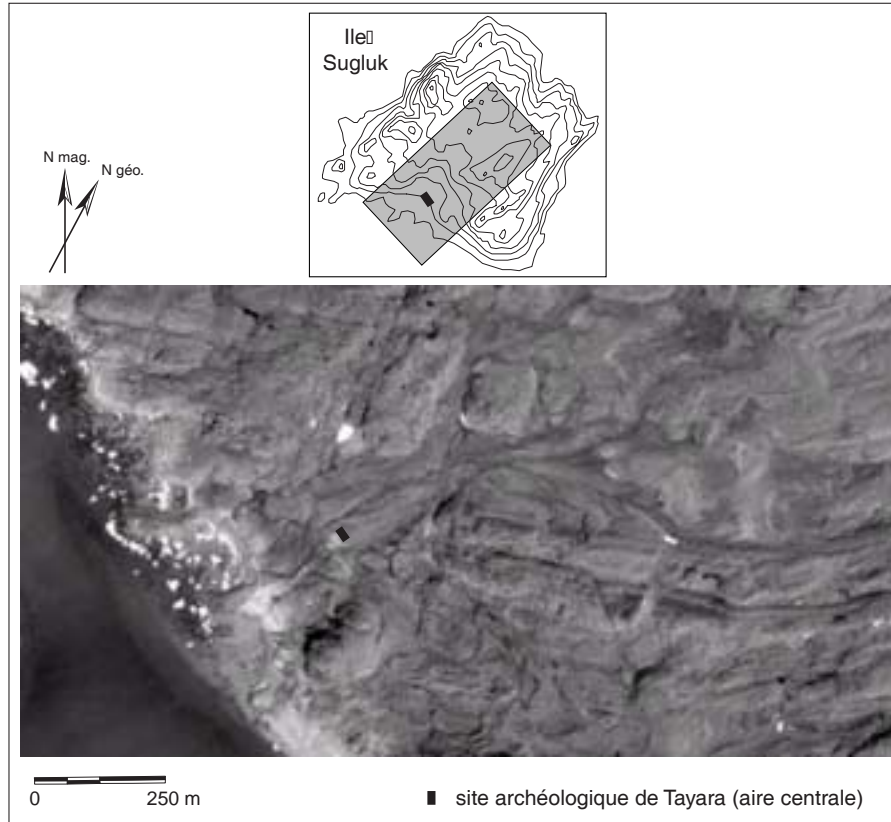 Ile
Sugluk
N mag.
N géo.
0 250 m
site archéologique de Tayara (aire centrale)